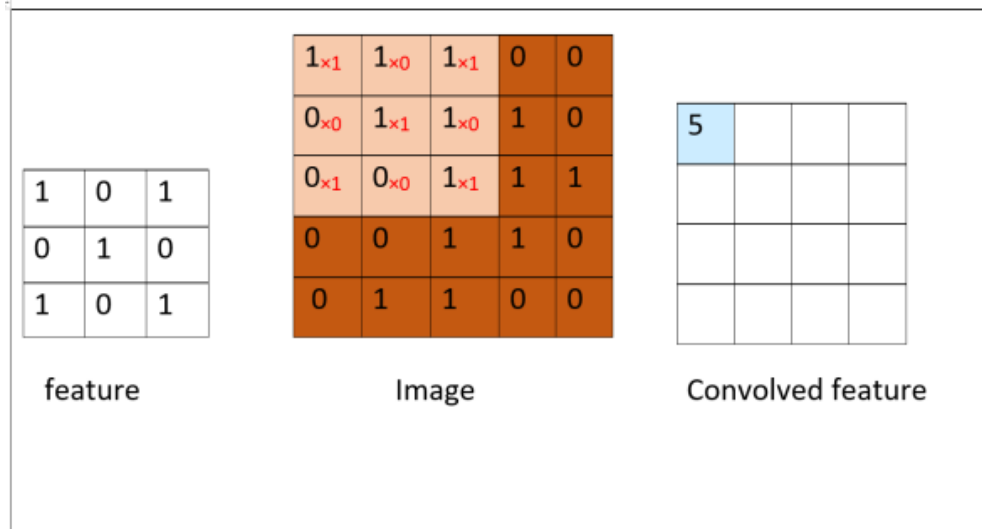 1×1 1×0 1×1 0 0
0×0 1×1 1×0 1 0
0×1 0×0 1×1 1 1
0 0 1 1 0
0 1 1 0 0
5
1 0 1
0 1 0
1 0 1
feature
Image
Convolved feature